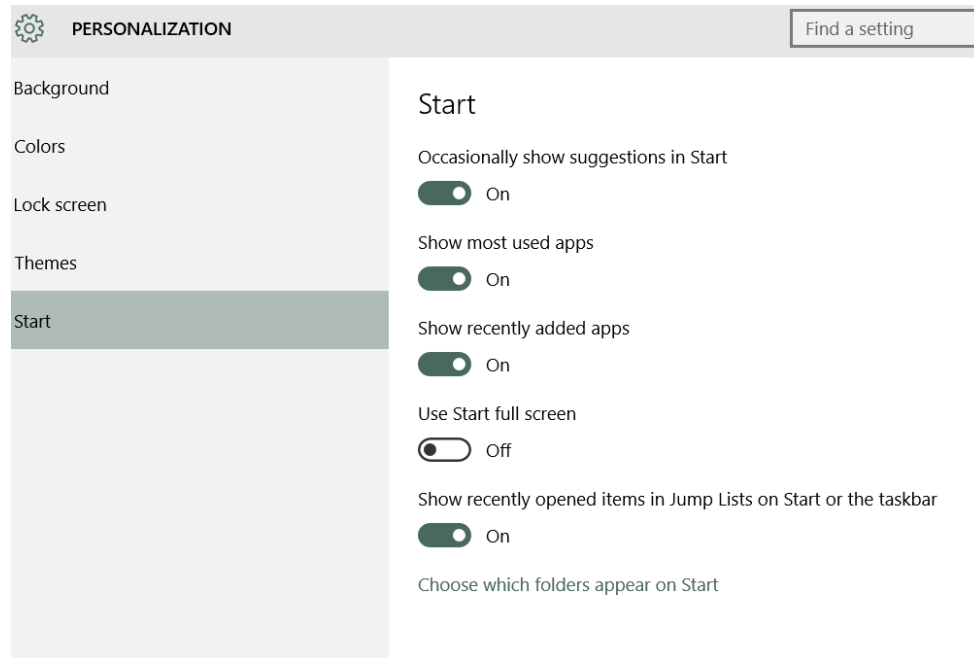 PERSONALIZATION
Find a setting
Background
Colors
Lock screen
Themes
Start
Start
Occasionally show suggestions in Start
On
Show most used apps
On
Show recently added apps
On
Use Start full screen
Off
Show recently opened items in Jump Lists on Start or the taskbar
On
Choose which folders appear on Start